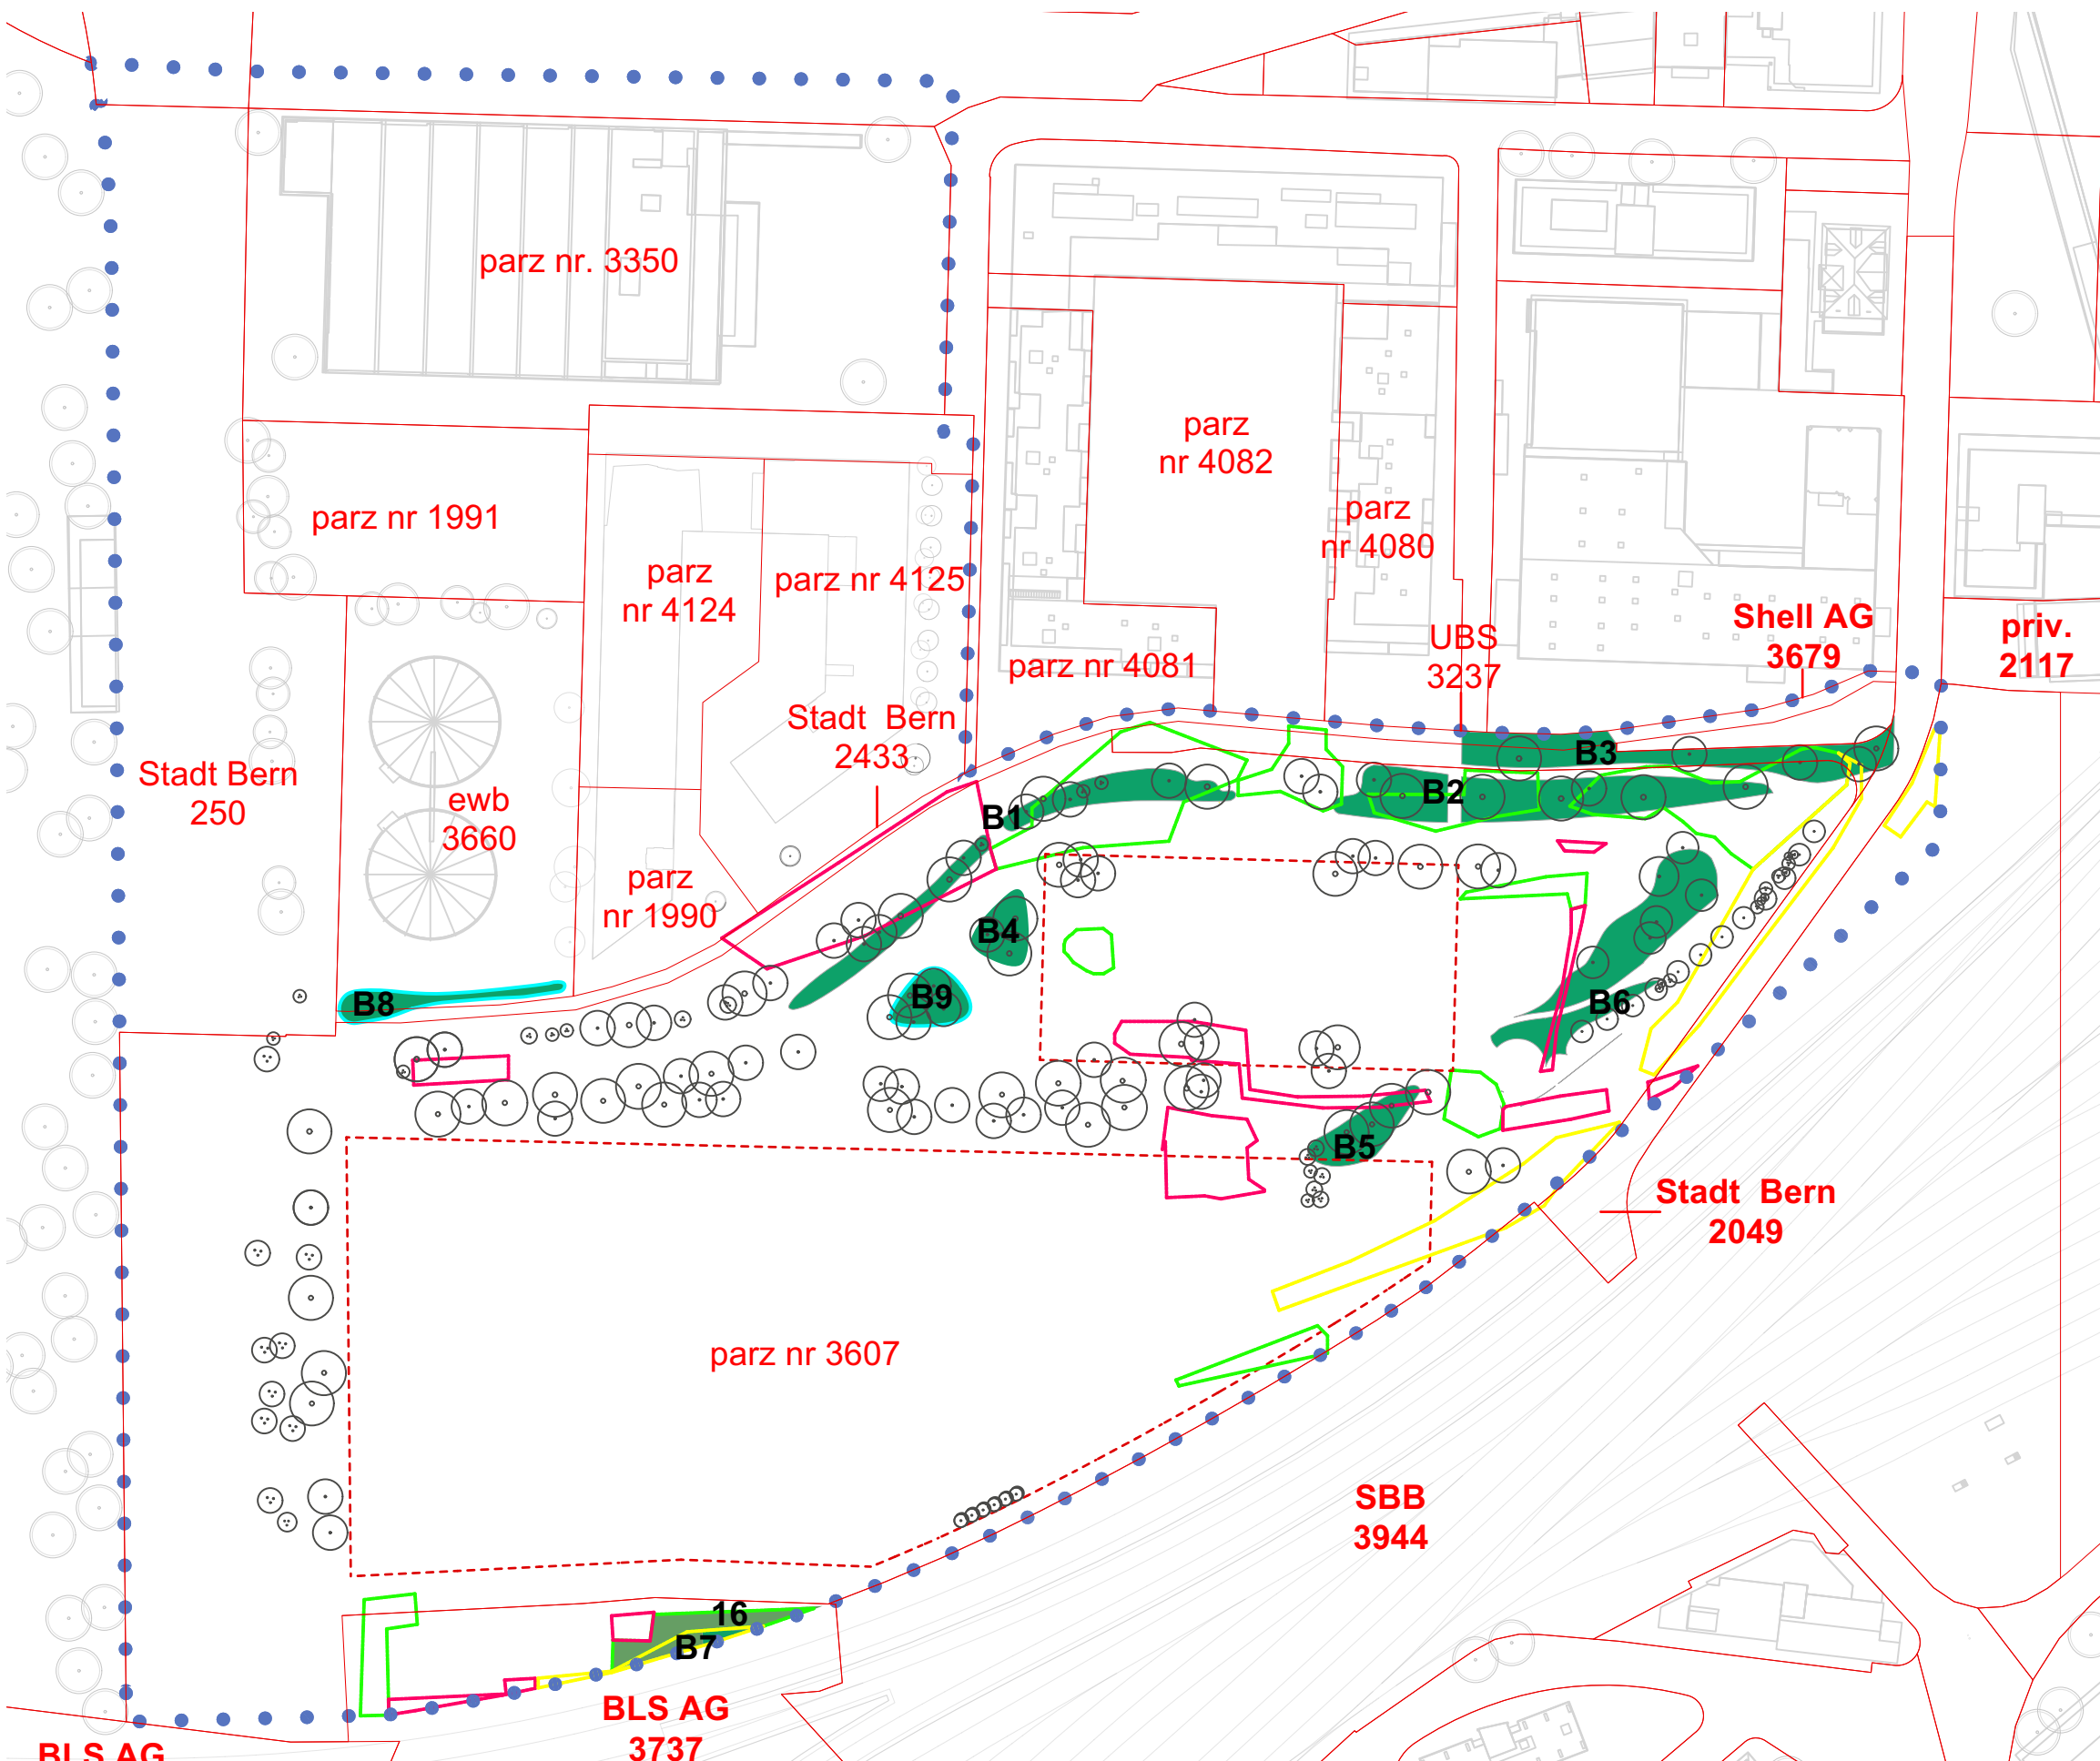 parz nr. 3350
parz
nr 4082
parz nr 1991
parz
nr 4080
parz
nr 4124
parz nr 4125
Shell AG
3679
priv.
2117
UBS
3237
parz nr 4081
Stadt Bern
2433
Stadt Bern
250
ewb
3660
parz
nr 1990
B1
B2
B3
B4
B9
B8
B6
B5
Stadt Bern
2049
parz nr 3607
SBB
3944
16
B7
BLS AG
3737
BLS AG